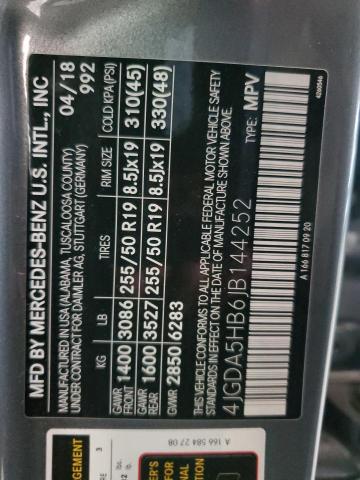 MFD BY MERCEDES-BENZ U.S. INTL., INC
MANUFACTURED IN USA (ALABAMA, TUSCALOOSA COUNTY)
FOR DAIMLER AG, STUTTGART (GERMANY)
04/18
992
KG LB TIRES RIM SIZE COLD KPA(PSI)
GAWR FRONT 1400 3086 255/50 R19 8.5Jx19 310(45)
GAWR REAR 1600 3527 255/50 R19 8.5Jx19 330(48)
GVWR 2850 6283
THIS VEHICLE CONFORMS TO ALL APPLICABLE FEDERAL MOTOR VEHICLE SAFETY
STANDARDS IN EFFECT ON THE DATE OF MANUFACTURE SHOWN ABOVE.
4JGDA5HB6JB144252 TYPE: MPV
A 166 817 09 20
A 166 584 27 08